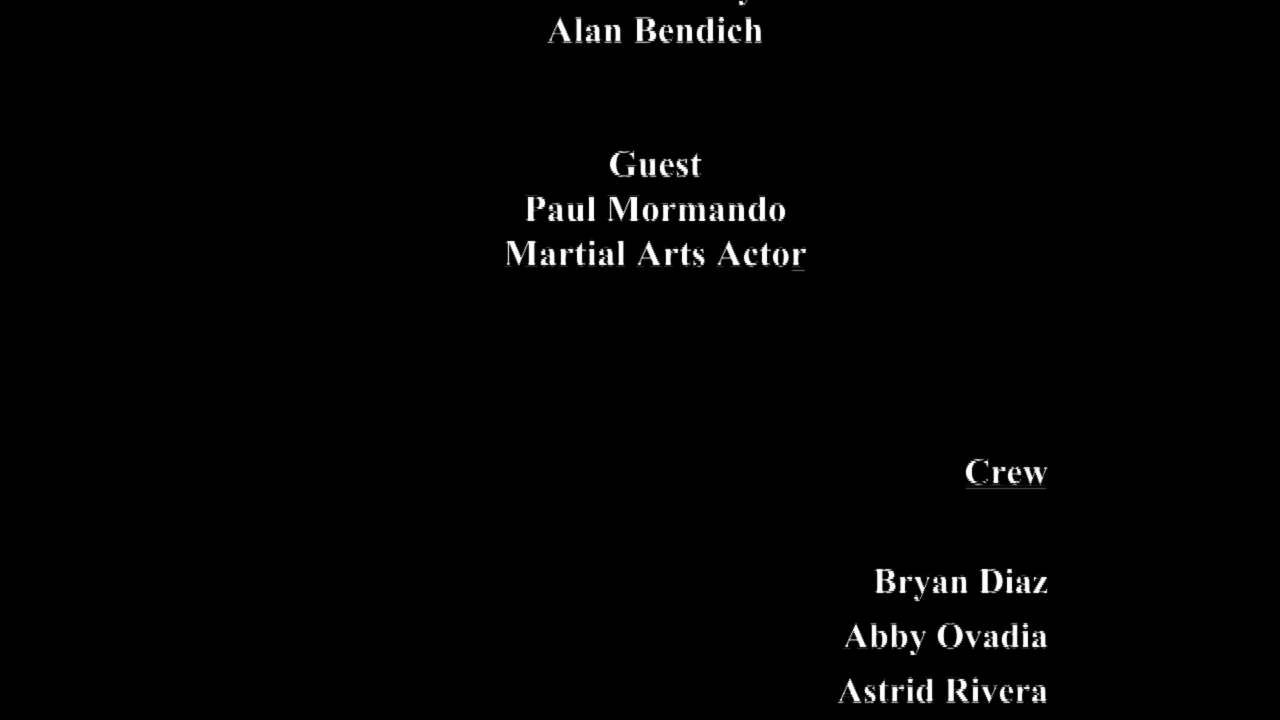 Alan Bendich
Guest
Paul Mormando
Martial Arts Actor
Crew
Bryan Diaz
Abby Ovadia
Astrid Rivera